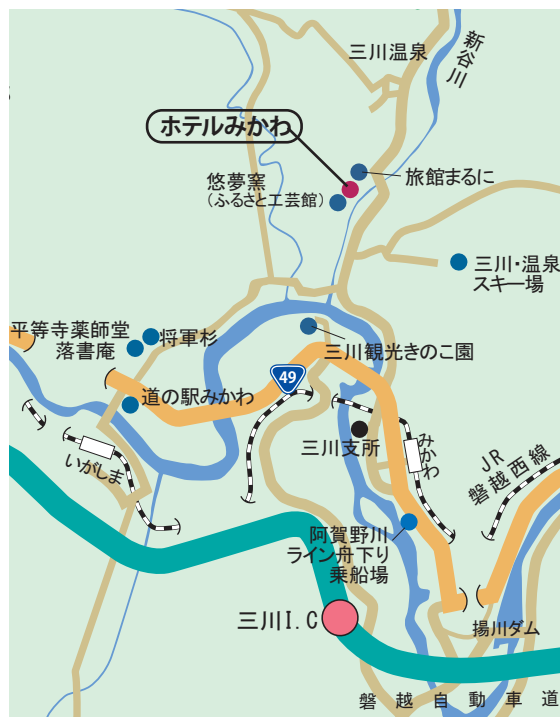 三川温泉
新谷川
ホテルみかわ
悠夢窯
（ふるさと工芸館）
旅館まるに
三川・温泉
スキー場
平等寺薬師堂
落書庵
将軍杉
三川観光きのこ園
49
道の駅みかわ
三川支所
みかわ
いがしま
JR
磐越西線
阿賀野川
ライン舟下り
乗船場
三川I.C
揚川ダム
磐越自動車道